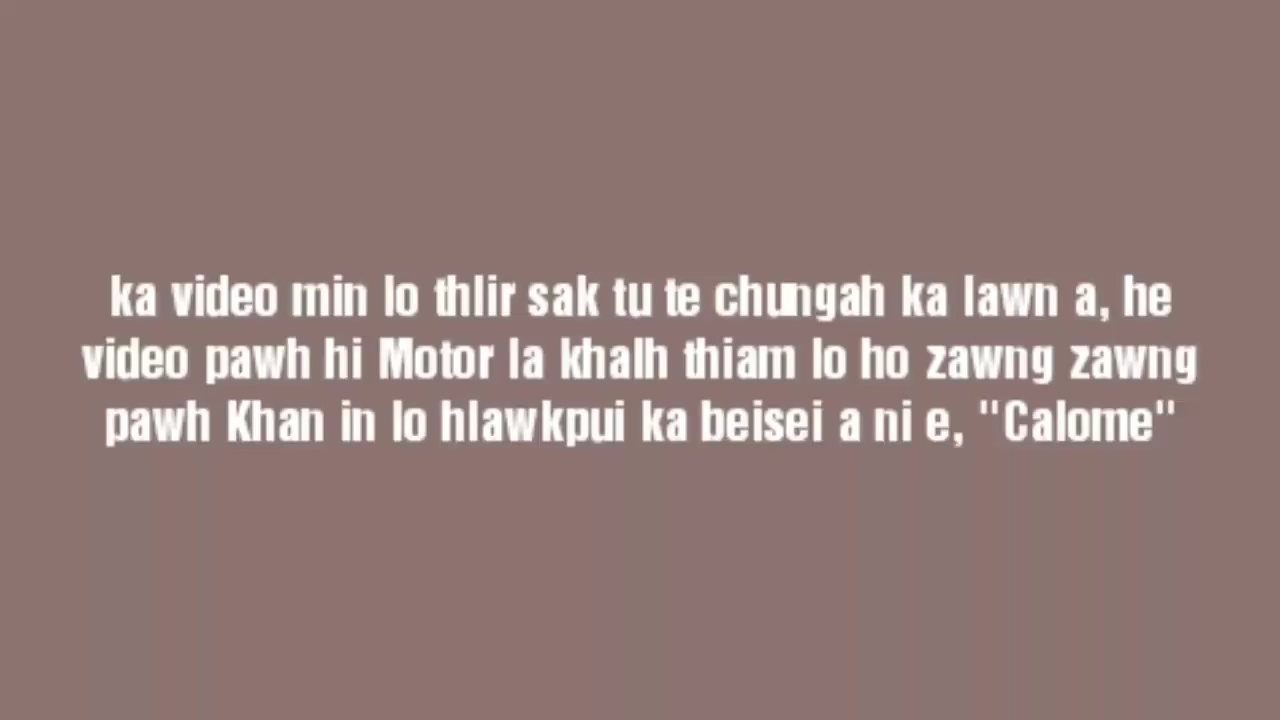 ka video min lo thlir sak tu te chungah ka lawn a, he
video pawh hi Motor la khalh thiam lo ho zawng zawng
pawh Khan in lo hlawkpui ka beisei a ni e, "Calome"